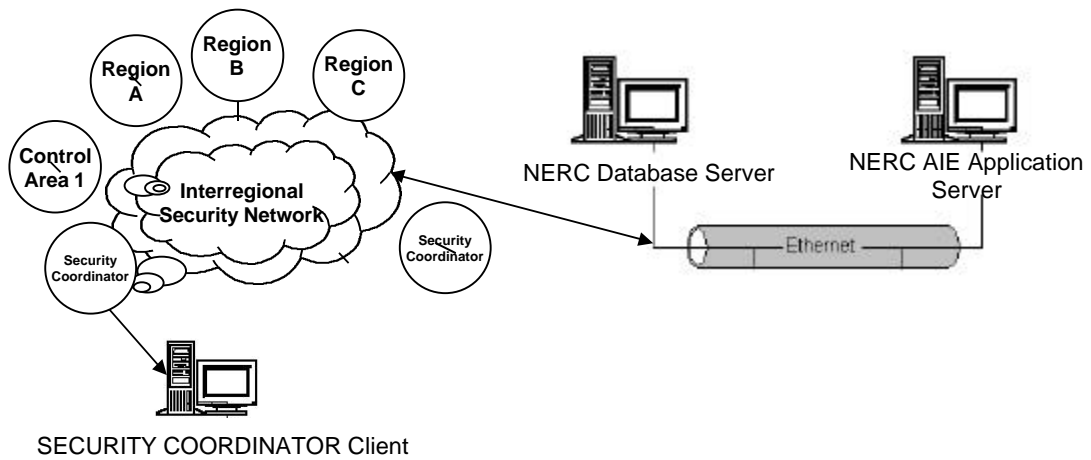 Region
A
Region
B
Region
C
Control
Area 1
Interregional
Security Network
Security
Coordinator
Security
Coordinator
NERC Database Server
NERC AIE Application
Server
Ethernet
SECURITY COORDINATOR Client